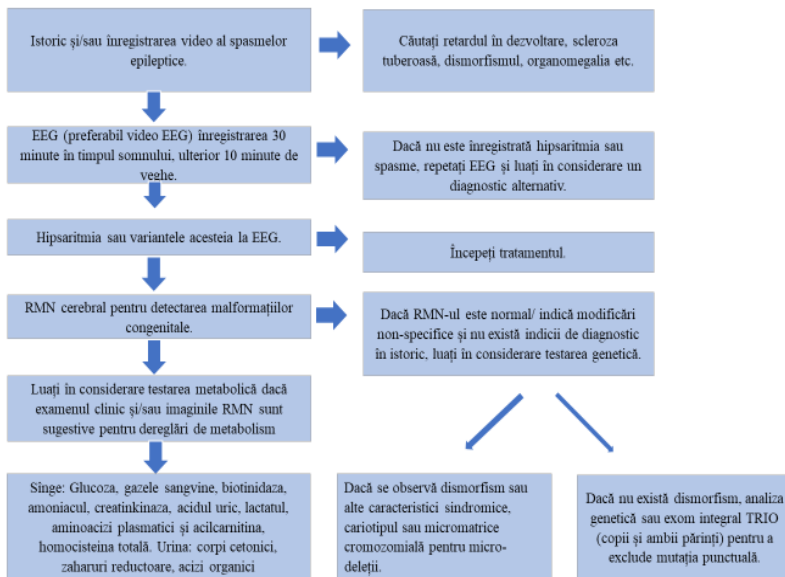 Istoric și/sau înregistrarea video al spasmelor
epileptice.
Căutați retardul în dezvoltare, scleroza
tuberoasă, dismorfismul, organomegalia etc.
EEG (preferabil video EEG) înregistrarea 30
minute în timpul somnului, ulterior 10 minute de
veghe.
Dacă nu este înregistrată hipsaritmia sau
spasme, repetați EEG și luați în considerare un
diagnostic alternativ.
Hipsaritmia sau variantele acesteia la EEG.
Începeți tratamentul.
RMN cerebral pentru detectarea malformațiilor
congenitale.
Dacă RMN-ul este normal/ indică modificări
non-specifice și nu există indicii de diagnostic
în istoric, luați în considerare testarea genetică.
Luați în considerare testarea metabolică dacă
examenul clinic și/sau imaginile RMN sunt
sugestive pentru dereglări de metabolism
Sînge: Glucoza, gazele sangvine, biotinidaza,
amoniacul, creatinkinaza, acidul uric, lactatul,
aminoacizi plasmatici și acilcarnitina,
homocisteina totală. Urina: corpi cetonici,
zaharuri reductoare, acizi organici
Dacă se observă dismorfism sau
alte caracteristici sindromice,
cariotipul sau micromatrice
cromozomială pentru micro-
deleții.
Dacă nu există dismorfism, analiza
genetică sau exom integral TRIO
(copii și ambii părinți) pentru a
exclude mutația punctuală.